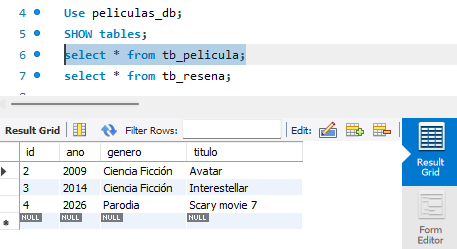 4 Use peliculas_db;
5 SHOW tables;
6 select * from tb_pelicula;
7 select * from tb_resena;
8
Result Grid Filter Rows: Edit:
id ano genero titulo
2 2009 Ciencia Ficción Avatar
3 2014 Ciencia Ficción Interestellar
4 2026 Parodia Scary movie 7
NULL NULL NULL NULL
Result
Grid
Form
Editor